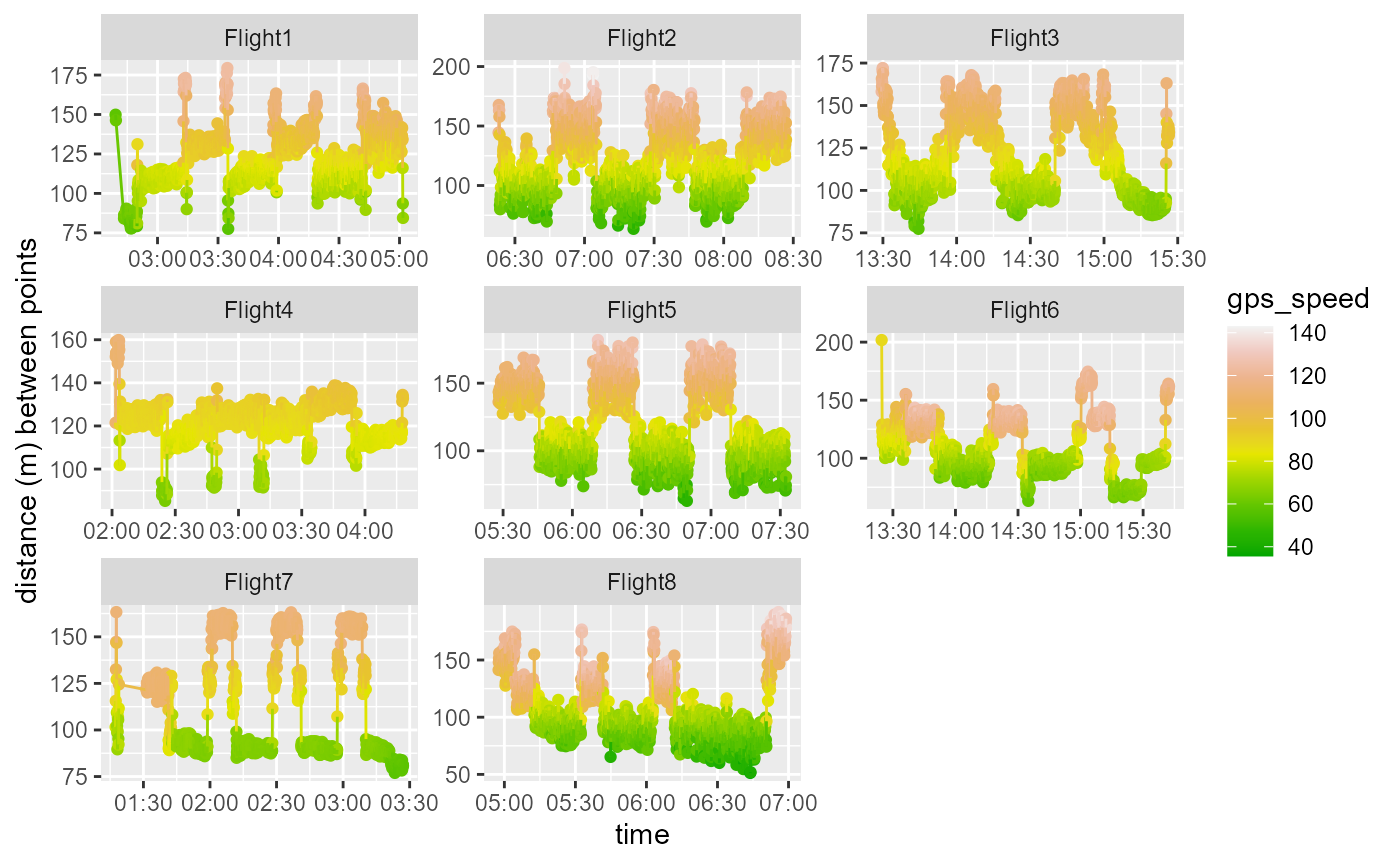 Flight1
Flight2
Flight3
175
150
125
100
75
03:00 03:30 04:00 04:30 05:00
200
150
100
06:30 07:00 07:30 08:00 08:30
175
150
125
100
75
13:30 14:00 14:30 15:00 15:30
distance (m) between points
Flight4
Flight5
Flight6
160
140
120
100
02:00 02:30 03:00 03:30 04:00
150
100
05:30 06:00 06:30 07:00 07:30
200
150
100
13:30 14:00 14:30 15:00 15:30
gps_speed
140
120
100
80
60
40
Flight7
Flight8
150
125
100
75
01:30 02:00 02:30 03:00 03:30
150
100
50
05:00 05:30 06:00 06:30 07:00
time